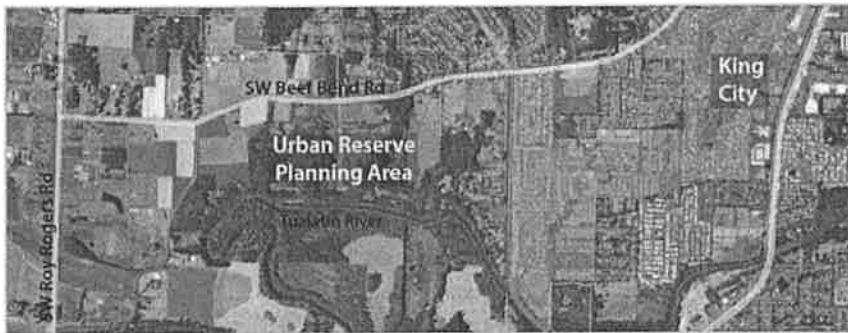 SW Beef Bend Rd
King
City
Urban Reserve
Planning Area
Tualatin River
SW Roy Rogers Rd